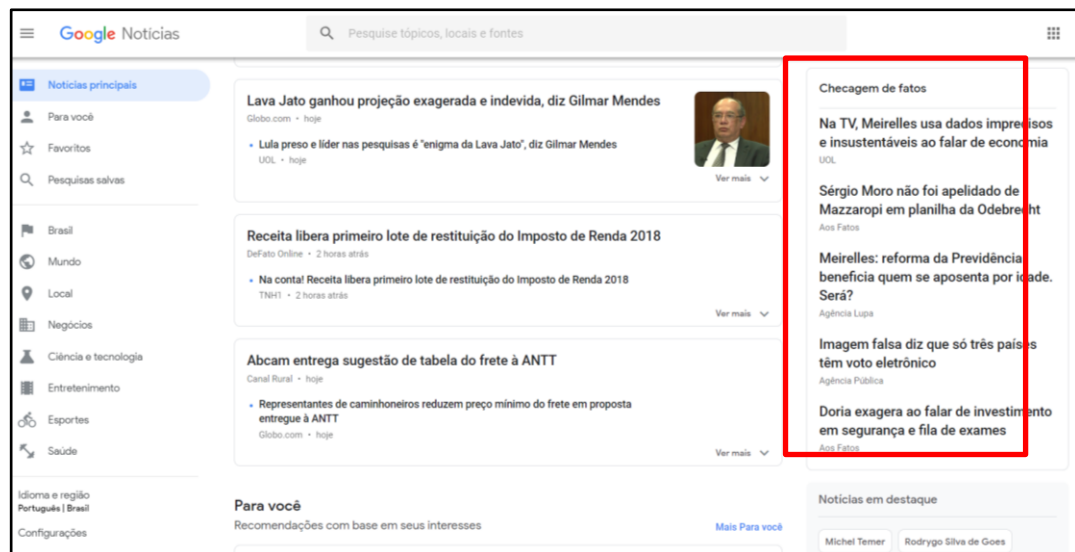 Google Notícias
Pesquise tópicos, locais e fontes
Notícias principais
Para você
Favoritos
Pesquisas salvas
Brasil
Mundo
Local
Negócios
Ciência e tecnologia
Entretenimento
Esportes
Saúde
Idioma e região
Português | Brasil
Configurações
Lava Jato ganhou projeção exagerada e indevida, diz Gilmar Mendes
Globo.com • hoje
• Lula preso e líder nas pesquisas é "enigma da Lava Jato", diz Gilmar Mendes
UOL • hoje
Ver mais
Receita libera primeiro lote de restituição do Imposto de Renda 2018
DeFato Online • 2 horas atrás
• Na conta! Receita libera primeiro lote de restituição do Imposto de Renda 2018
TNH1 • 2 horas atrás
Ver mais
Abcam entrega sugestão de tabela do frete à ANTT
Canal Rural • hoje
• Representantes de caminhoneiros reduzem preço mínimo do frete em proposta
entregue à ANTT
Globo.com • hoje
Ver mais
Para você
Recomendações com base em seus interesses
Mais Para você
Checagem de fatos
Na TV, Meirelles usa dados imprecisos
e insustentáveis ao falar de economia
UOL
Sérgio Moro não foi apelidado de
Mazzaropi em planilha da Odebrecht
Aos Fatos
Meirelles: reforma da Previdência
beneficia quem se aposenta por idade.
Será?
Agência Lupa
Imagem falsa diz que só três países
têm voto eletrônico
Agência Pública
Doria exagera ao falar de investimento
em segurança e fila de exames
Aos Fatos
Notícias em destaque
Michel Temer
Rodrygo Silva de Goes